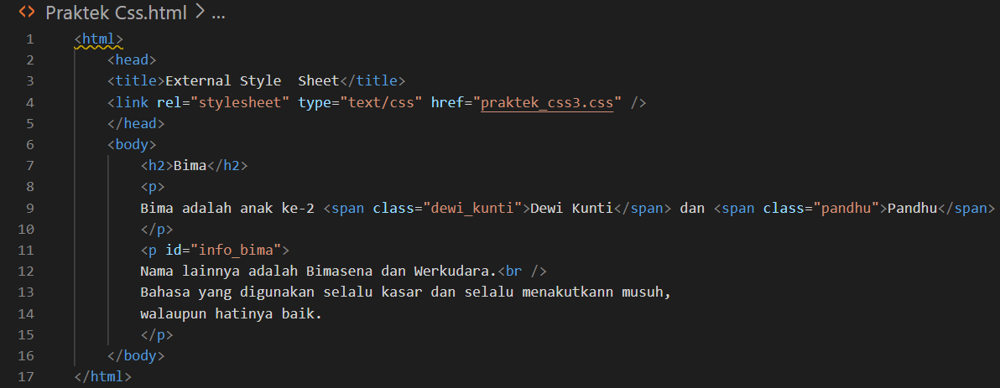 <> Praktek Css.html > ...
1 <html>
2 <head>
3 <title>External Style  Sheet</title>
4 <link rel="stylesheet" type="text/css" href="praktek_css3.css" />
5 </head>
6 <body>
7 <h2>Bima</h2>
8 <p>
9 Bima adalah anak ke-2 <span class="dewi_kunti">Dewi Kunti</span> dan <span class="pandhu">Pandhu</span>
10 </p>
11 <p id="info_bima">
12 Nama lainnya adalah Bimasena dan Werkudara.<br />
13 Bahasa yang digunakan selalu kasar dan selalu menakutkann musuh,
14 walaupun hatinya baik.
15 </p>
16 </body>
17 </html>